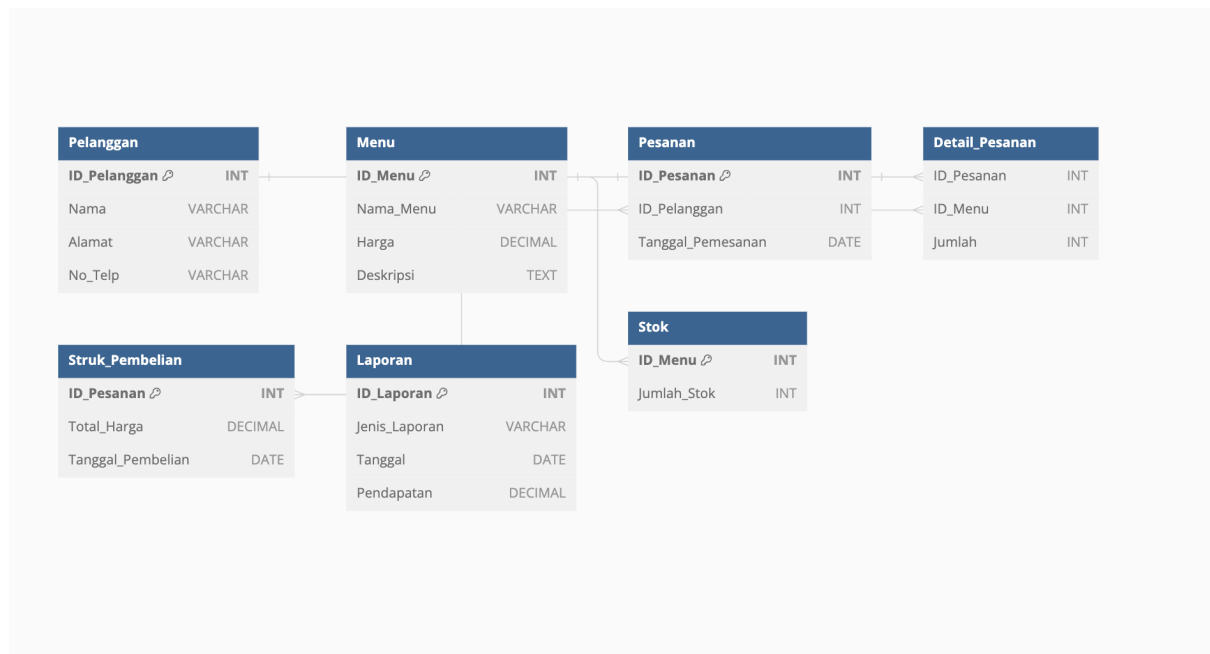 Pelanggan
ID_Pelanggan INT
Nama VARCHAR
Alamat VARCHAR
No_Telp VARCHAR
Menu
ID_Menu INT
Nama_Menu VARCHAR
Harga DECIMAL
Deskripsi TEXT
Pesanan
ID_Pesanan INT
ID_Pelanggan INT
Tanggal_Pemesanan DATE
Detail_Pesanan
ID_Pesanan INT
ID_Menu INT
Jumlah INT
Stok
ID_Menu INT
Jumlah_Stok INT
Struk_Pembelian
ID_Pesanan INT
Total_Harga DECIMAL
Tanggal_Pembelian DATE
Laporan
ID_Laporan INT
Jenis_Laporan VARCHAR
Tanggal DATE
Pendapatan DECIMAL